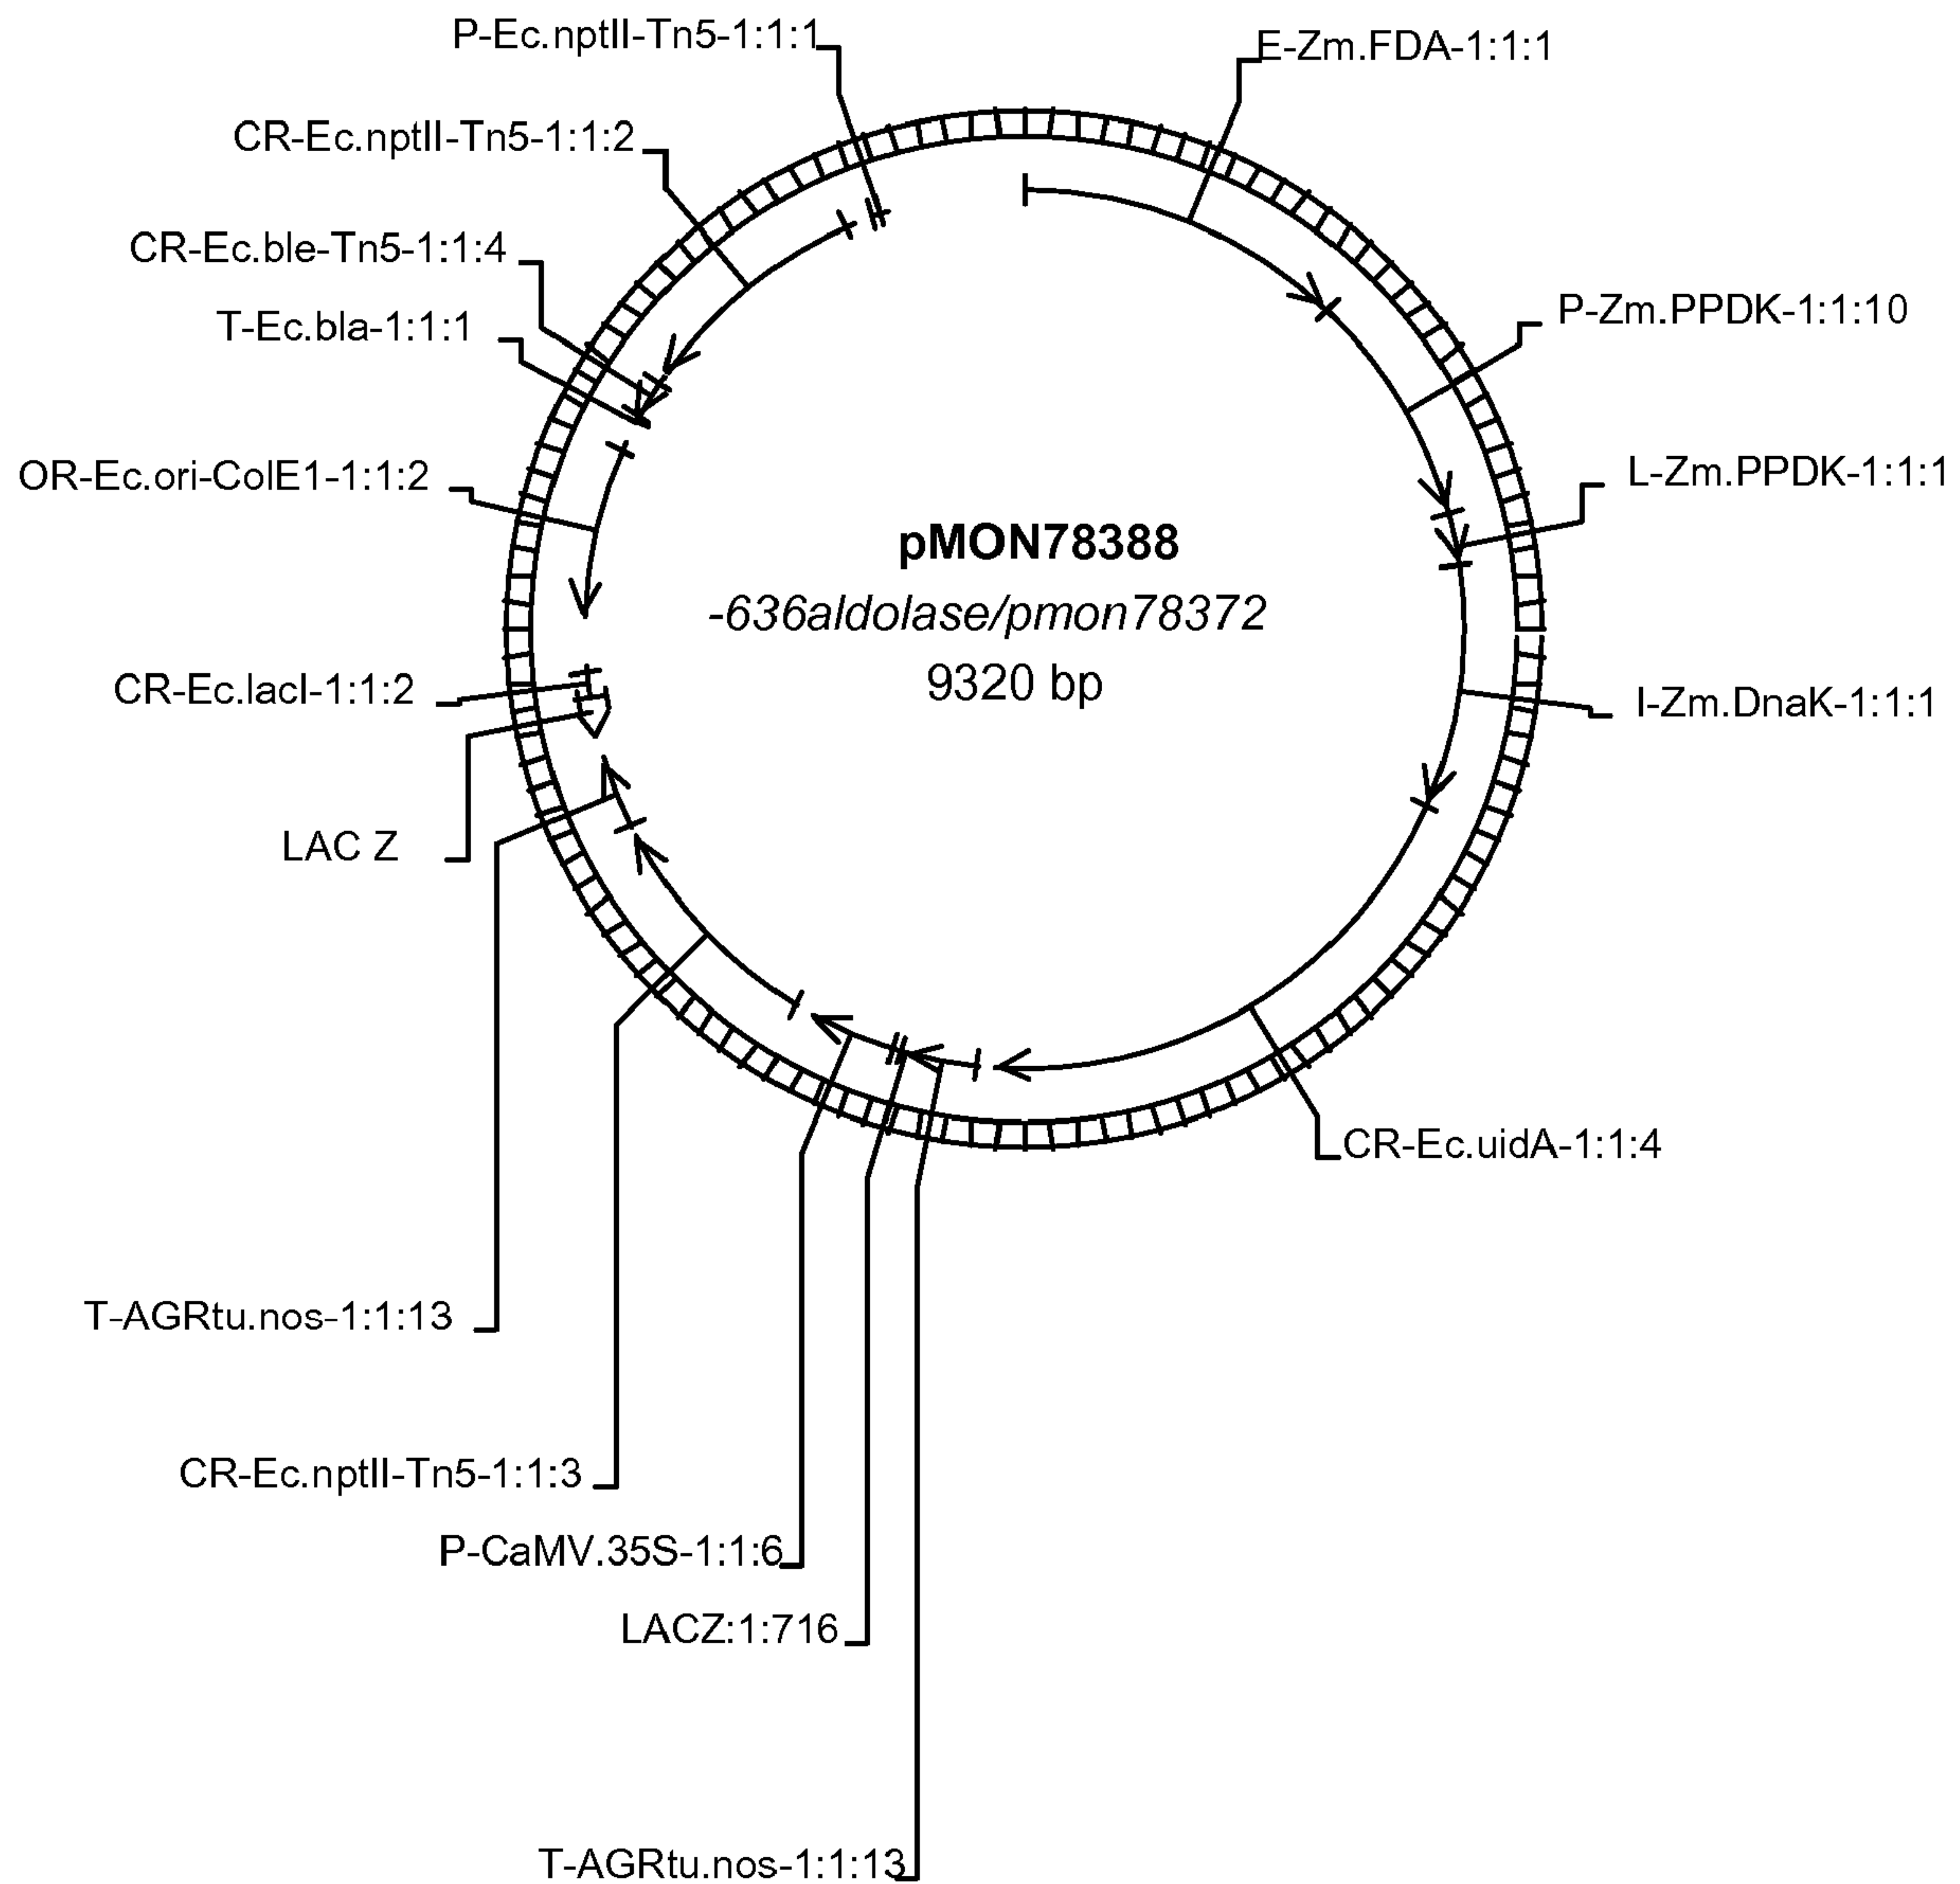 P-Ec.nptII-Tn5-1:1:1
E-Zm.FDA-1:1:1
CR-Ec.nptII-Tn5-1:1:2
CR-Ec.ble-Tn5-1:1:4
T-Ec.bla-1:1:1
P-Zm.PPDK-1:1:10
OR-Ec.ori-ColE1-1:1:2
L-Zm.PPDK-1:1:1
pMON78388
-636aldolase/pmon78372
9320 bp
CR-Ec.lacI-1:1:2
I-Zm.DnaK-1:1:1
LAC Z
CR-Ec.uidA-1:1:4
T-AGRtu.nos-1:1:13
CR-Ec.nptII-Tn5-1:1:3
P-CaMV.35S-1:1:6
LACZ:1:716
T-AGRtu.nos-1:1:13